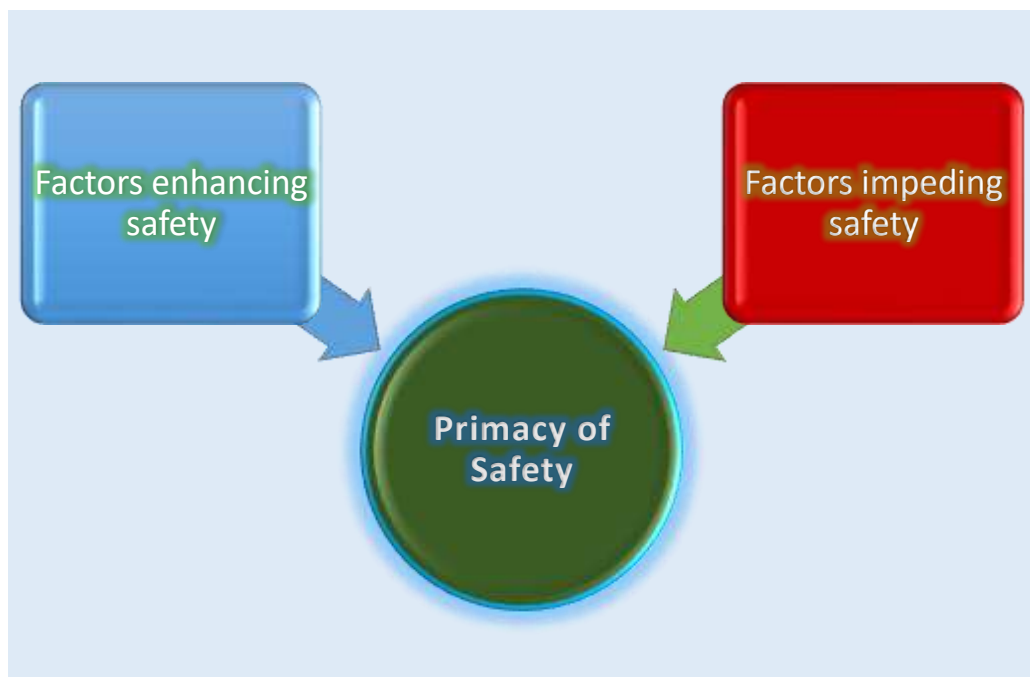 Factors enhancing
safety
Factors impeding
safety
Primacy of
Safety